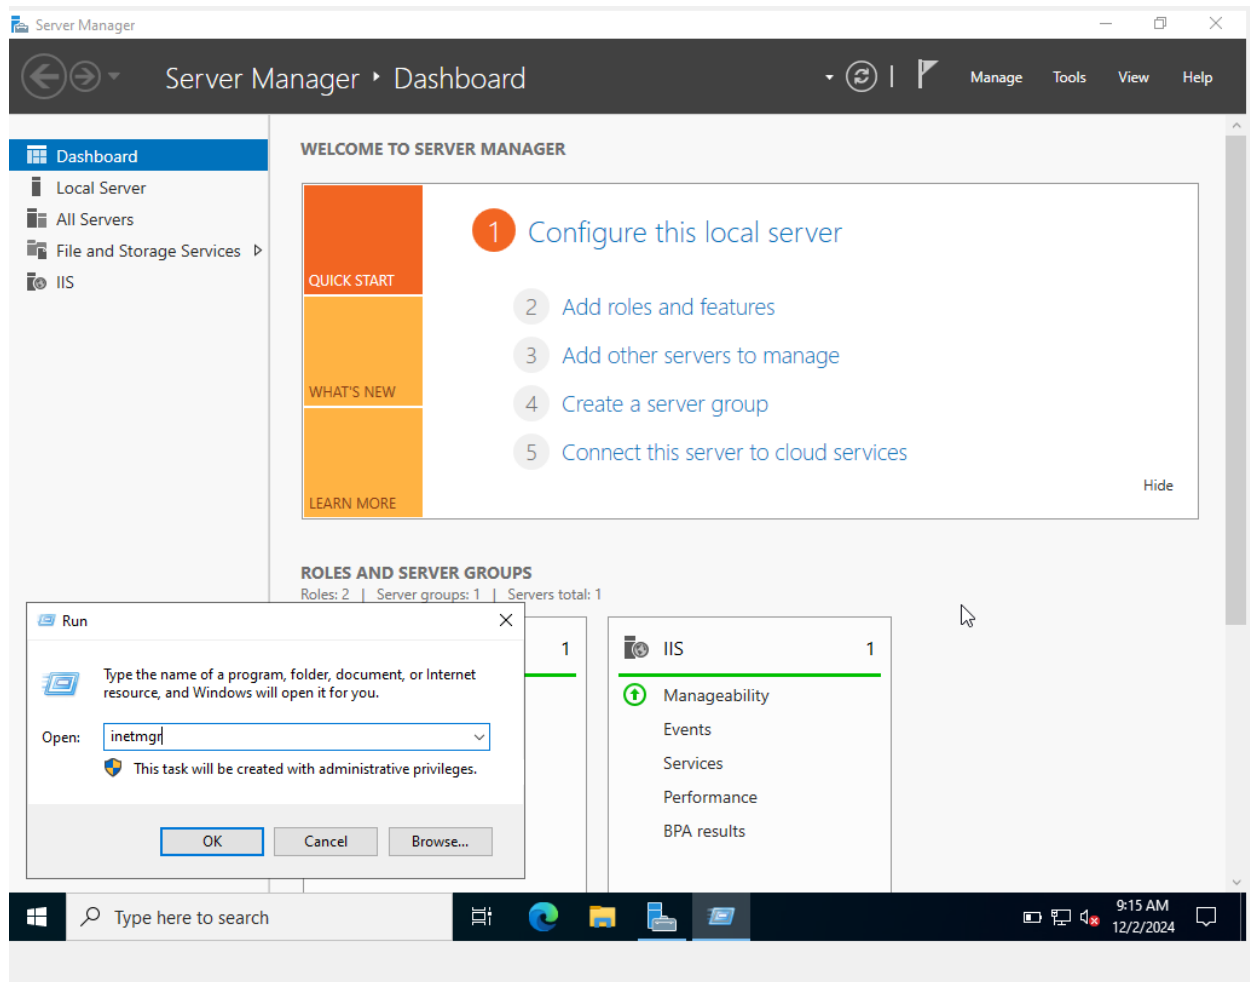 Server Manager
Server Manager • Dashboard
Manage Tools View Help
Dashboard
Local Server
All Servers
File and Storage Services
IIS
WELCOME TO SERVER MANAGER
QUICK START
WHAT'S NEW
LEARN MORE
1 Configure this local server
2 Add roles and features
3 Add other servers to manage
4 Create a server group
5 Connect this server to cloud services
Hide
ROLES AND SERVER GROUPS
Roles: 2 | Server groups: 1 | Servers total: 1
1
IIS 1
Manageability
Events
Services
Performance
BPA results
Run
Type the name of a program, folder, document, or Internet
resource, and Windows will open it for you.
Open: inetmgr
This task will be created with administrative privileges.
OK Cancel Browse...
Type here to search
9:15 AM
12/2/2024